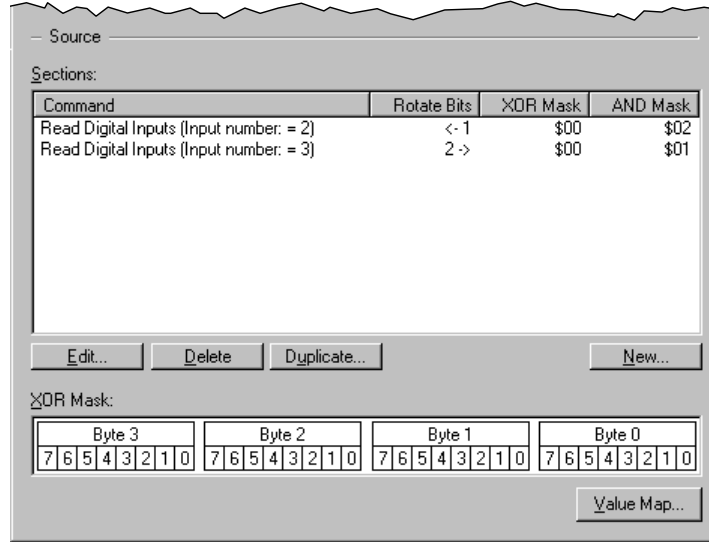 Source
Sections:
Command Rotate Bits XOR Mask AND Mask
Read Digital Inputs (Input number: = 2) <- 1 $00 $02
Read Digital Inputs (Input number: = 3) 2 -> $00 $01
Edit... Delete Duplicate... New...
XOR Mask:
Byte 3 Byte 2 Byte 1 Byte 0
7 6 5 4 3 2 1 0 7 6 5 4 3 2 1 0 7 6 5 4 3 2 1 0 7 6 5 4 3 2 1 0
Value Map...